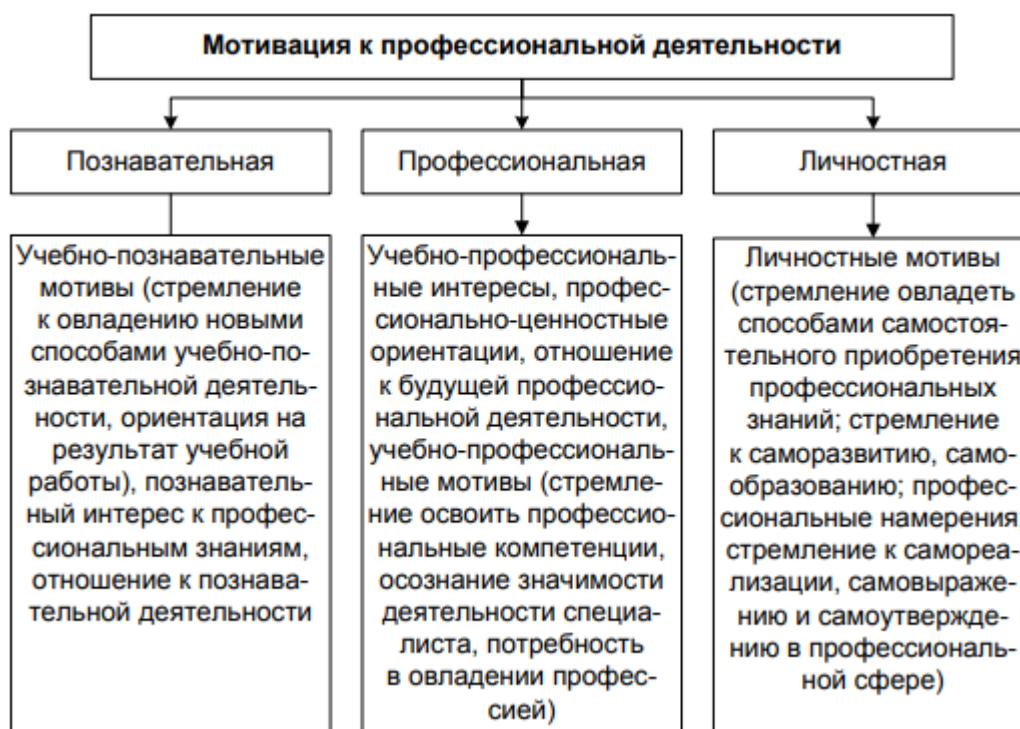 Мотивация к профессиональной деятельности
Познавательная
Профессиональная
Личностная
Учебно-познавательные
мотивы (стремление
к овладению новыми
способами учебно-по-
знавательной деятель-
ности, ориентация на
результат учебной
работы), познаватель-
ный интерес к профес-
сиональным знаниям,
отношение к познава-
тельной деятельности
Учебно-профессиональ-
ные интересы, профес-
сионально-ценностные
ориентации, отношение
к будущей профессио-
нальной деятельности,
учебно-профессиональ-
ные мотивы (стремле-
ние освоить профессио-
нальные компетенции,
осознание значимости
деятельности специа-
листа, потребность
в овладении профес-
сией)
Личностные мотивы
(стремление овладеть
способами самостоя-
тельного приобретения
профессиональных
знаний; стремление
к саморазвитию, само-
образованию; профес-
сиональные намерения
стремление к самореа-
лизации, самовыраже-
нию и самоутвержде-
нию в профессиональ-
ной сфере)